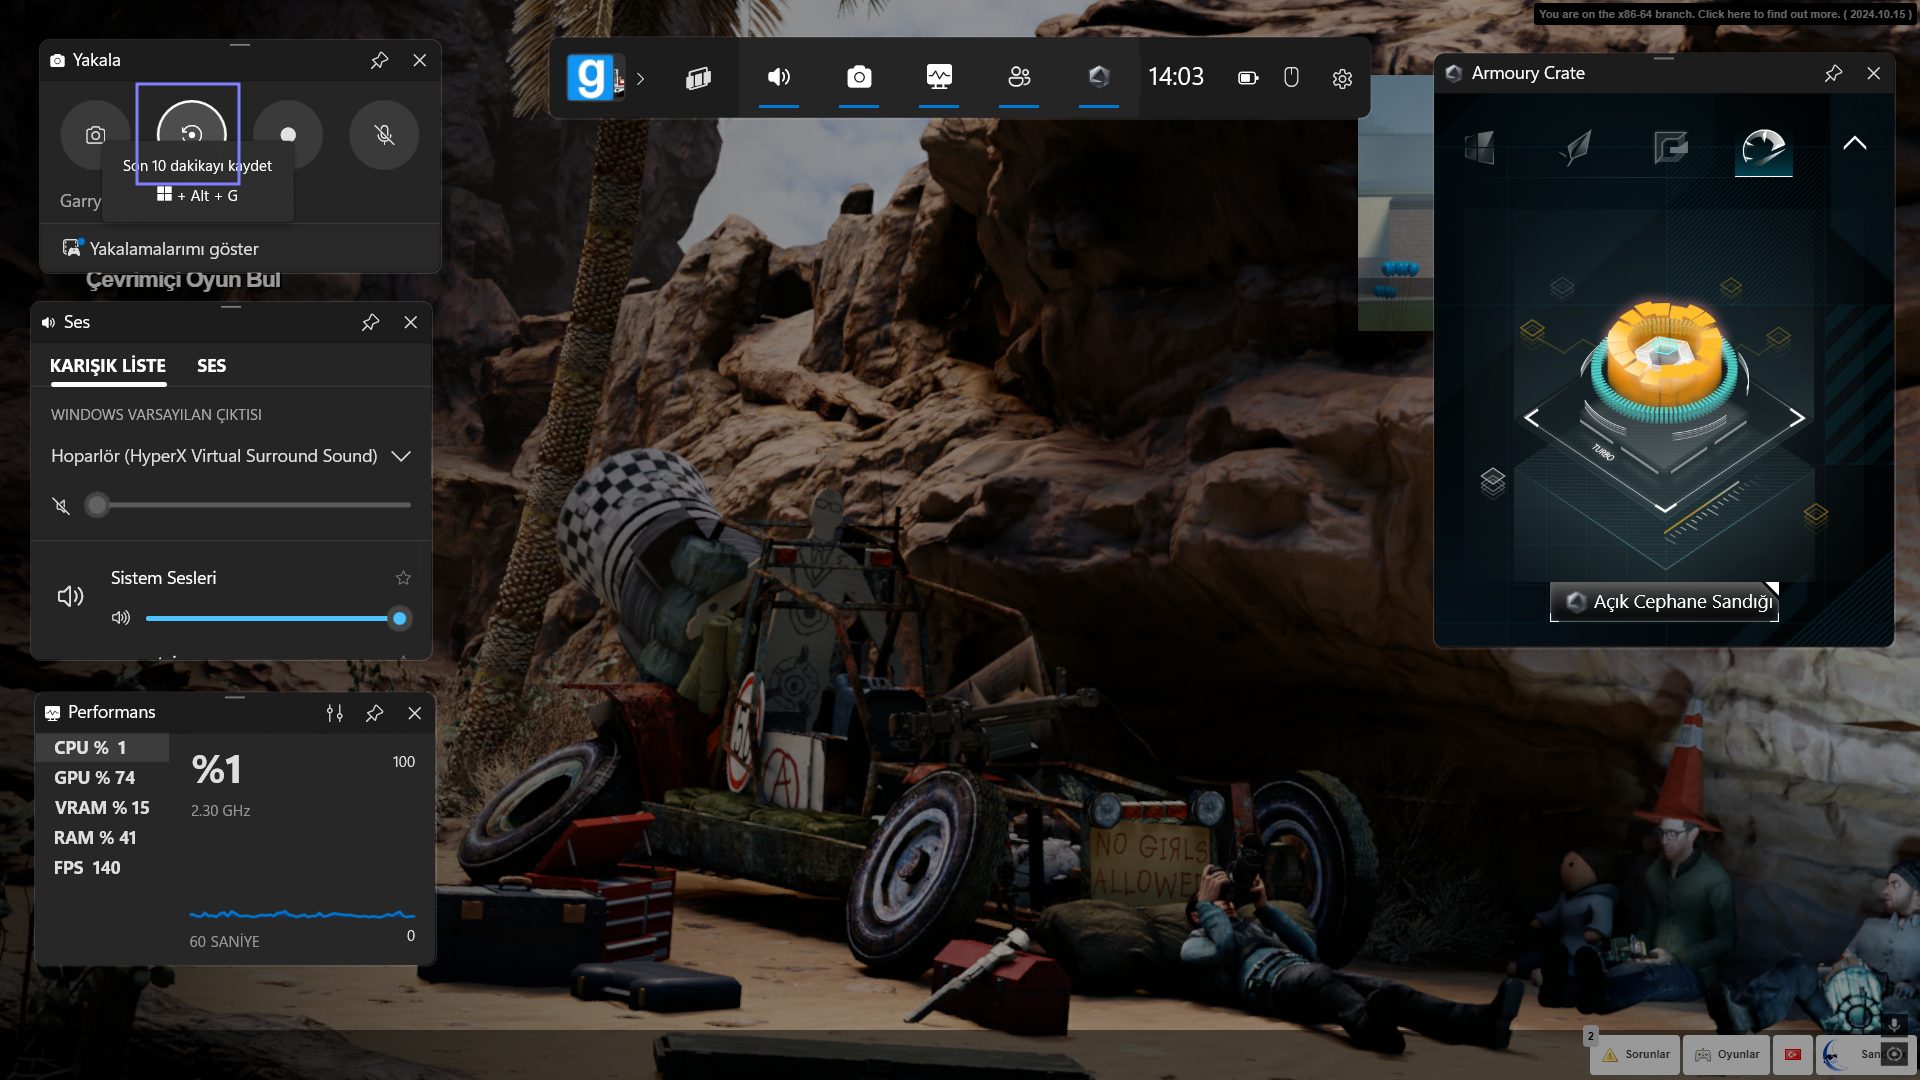 You are on the x86-64 branch. Click here to find out more. ( 2024.10.15 )
Yakala
14:03
Armoury Crate
Son 10 dakikayı kaydet
+ Alt + G
Garry
Yakalamalarımı göster
Çevrimiçi Oyun Bul
Ses
KARIŞIK LİSTE
SES
WINDOWS VARSAYILAN ÇIKTISI
Hoparlör (HyperX Virtual Surround Sound)
Sistem Sesleri
TURBO
Açık Cephane Sandığı
Performans
CPU % 1
GPU % 74
VRAM % 15
RAM % 41
FPS 140
%1
100
2.30 GHz
60 SANİYE
0
NO GIRLS
ALLOWED
2
Sorunlar
Oyunlar